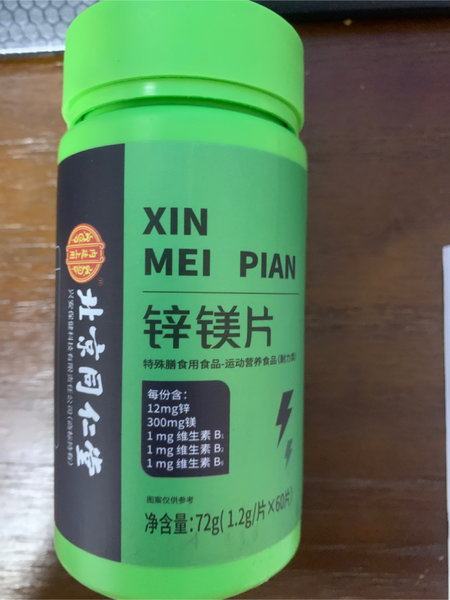 XIN
MEI PIAN
锌镁片
特殊膳食用食品-运动营养食品(耐力类)
每份含：
12mg锌
300mg镁
1 mg 维生素 B₁
1 mg 维生素 B₂
1 mg 维生素 B₆
图案仅供参考
净含量：72g(1.2g/片×60片)
北京同仁堂